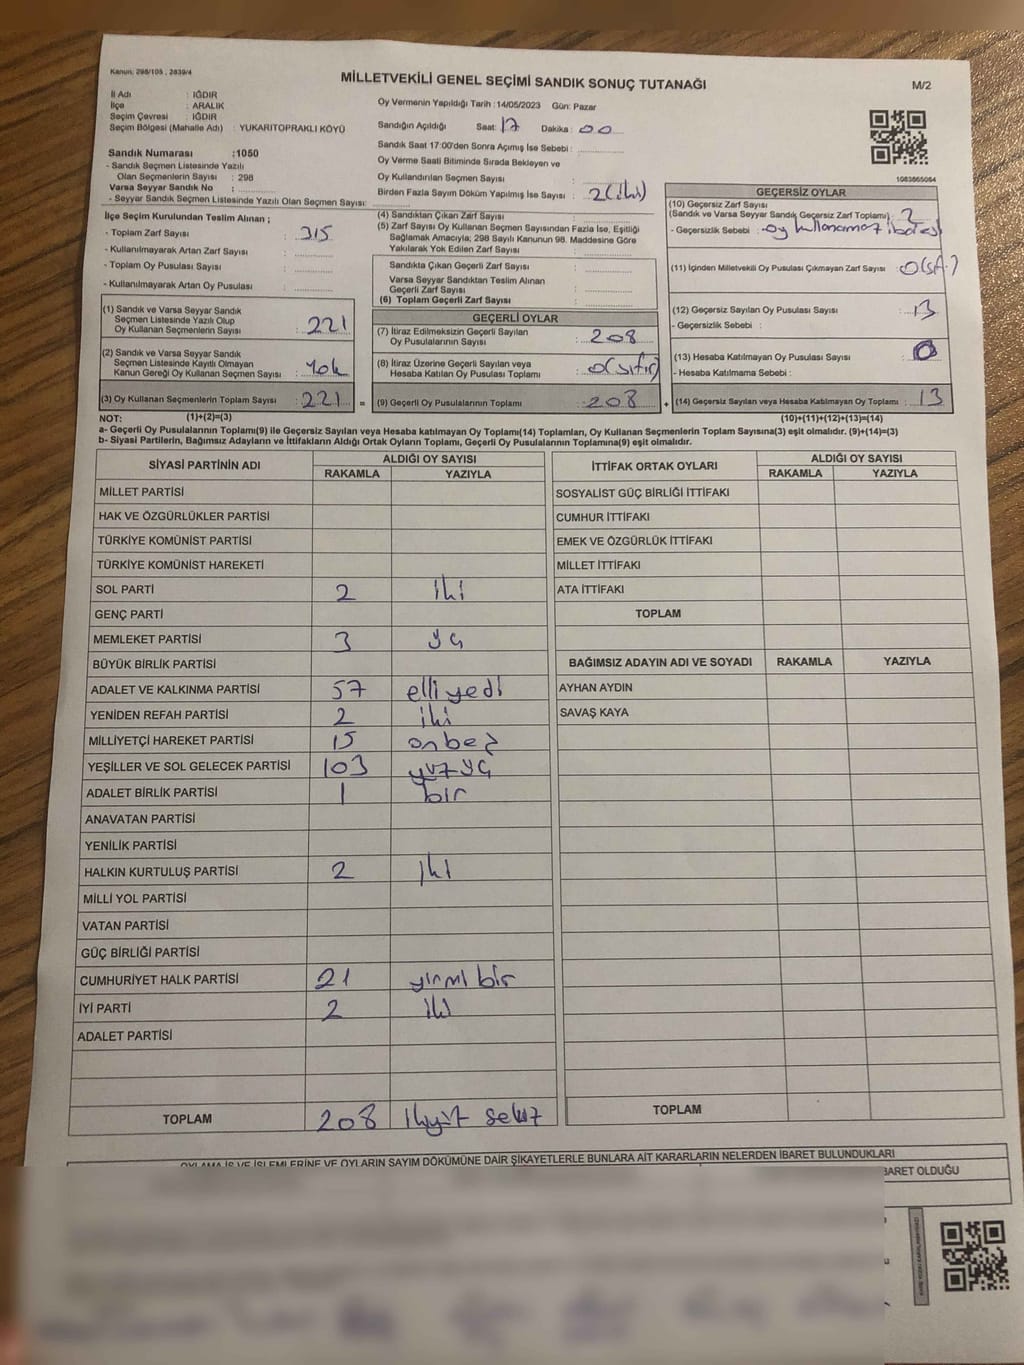 Kanun: 298/105 , 2839/4
MİLLETVEKİLİ GENEL SEÇİMİ SANDIK SONUÇ TUTANAĞI
M/2
İl Adı : IĞDIR
İlçe : ARALIK
Seçim Çevresi : IĞDIR
Seçim Bölgesi (Mahalle Adı) : YUKARITOPRAKLI KÖYÜ
Sandık Numarası :1050
- Sandık Seçmen Listesinde Yazılı
Olan Seçmenlerin Sayısı : 298
Varsa Seyyar Sandık No :
- Seyyar Sandık Seçmen Listesinde Yazılı Olan Seçmen Sayısı:
Oy Vermenin Yapıldığı Tarih :14/05/2023 Gün: Pazar
Sandığın Açıldığı Saat: 17 Dakika : 00
Sandık Saat 17:00'den Sonra Açımış İse Sebebi :
Oy Verme Saati Bitiminde Sırada Bekleyen ve
Oy Kullandırılan Seçmen Sayısı :
Birden Fazla Sayım Döküm Yapılmış İse Sayısı : 2(iki)
1083865064
İlçe Seçim Kurulundan Teslim Alınan ;
- Toplam Zarf Sayısı : 315
- Kullanılmayarak Artan Zarf Sayısı :
- Toplam Oy Pusulası Sayısı :
- Kullanılmayarak Artan Oy Pusulası :
(1) Sandık ve Varsa Seyyar Sandık
Seçmen Listesinde Yazılı Olup
Oy Kullanan Seçmenlerin Sayısı : 221
(2) Sandık ve Varsa Seyyar Sandık
Seçmen Listesinde Kayıtlı Olmayan
Kanun Gereği Oy Kullanan Seçmen Sayısı : Yok
(3) Oy Kullanan Seçmenlerin Toplam Sayısı : 221 =
(4) Sandıktan Çıkan Zarf Sayısı :
(5) Zarf Sayısı Oy Kullanan Seçmen Sayısından Fazla İse, Eşitliği
Sağlamak Amacıyla; 298 Sayılı Kanunun 98. Maddesine Göre
Yakılarak Yok Edilen Zarf Sayısı :
Sandıkta Çıkan Geçerli Zarf Sayısı :
Varsa Seyyar Sandıktan Teslim Alınan
Geçerli Zarf Sayısı :
(6) Toplam Geçerli Zarf Sayısı :
GEÇERLİ OYLAR
(7) İtiraz Edilmeksizin Geçerli Sayılan
Oy Pusulalarının Sayısı : 208
(8) İtiraz Üzerine Geçerli Sayılan veya
Hesaba Katılan Oy Pusulası Toplamı : 0(sıfır)
(9) Geçerli Oy Pusulalarının Toplamı : 208 +
GEÇERSİZ OYLAR
(10) Geçersiz Zarf Sayısı
(Sandık ve Varsa Seyyar Sandık Geçersiz Zarf Toplamı) :
- Geçersizlik Sebebi : oy kullanamaz ibaresi
(11) İçinden Milletvekili Oy Pusulası Çıkmayan Zarf Sayısı : 0(sıf.)
(12) Geçersiz Sayılan Oy Pusulası Sayısı : 13
- Geçersizlik Sebebi :
(13) Hesaba Katılmayan Oy Pusulası Sayısı : 0
- Hesaba Katılmama Sebebi :
(14) Geçersiz Sayılan veya Hesaba Katılmayan Oy Toplamı : 13
NOT: (1)+(2)=(3) (10)+(11)+(12)+(13)=(14)
a- Geçerli Oy Pusulalarının Toplamı(9) ile Geçersiz Sayılan veya Hesaba katılmayan Oy Toplamı(14) Toplamları, Oy Kullanan Seçmenlerin Toplam Sayısına(3) eşit olmalıdır. (9)+(14)=(3)
b- Siyasi Partilerin, Bağımsız Adayların ve İttifakların Aldığı Ortak Oyların Toplamı, Geçerli Oy Pusulalarının Toplamına(9) eşit olmalıdır.
SİYASİ PARTİNİN ADI ALDIĞI OY SAYISI
RAKAMLA YAZIYLA
MİLLET PARTİSİ
HAK VE ÖZGÜRLÜKLER PARTİSİ
TÜRKİYE KOMÜNİST PARTİSİ
TÜRKİYE KOMÜNİST HAREKETİ
SOL PARTİ 2 iki
GENÇ PARTİ
MEMLEKET PARTİSİ 3 üç
BÜYÜK BİRLİK PARTİSİ
ADALET VE KALKINMA PARTİSİ 57 elli yedi
YENİDEN REFAH PARTİSİ 2 iki
MİLLİYETÇİ HAREKET PARTİSİ 15 onbeş
YEŞİLLER VE SOL GELECEK PARTİSİ 103 yüz üç
ADALET BİRLİK PARTİSİ 1 bir
ANAVATAN PARTİSİ
YENİLİK PARTİSİ
HALKIN KURTULUŞ PARTİSİ 2 iki
MİLLİ YOL PARTİSİ
VATAN PARTİSİ
GÜÇ BİRLİĞİ PARTİSİ
CUMHURİYET HALK PARTİSİ 21 yirmi bir
İYİ PARTİ 2 iki
ADALET PARTİSİ
TOPLAM 208 ikiyüz sekiz
İTTİFAK ORTAK OYLARI ALDIĞI OY SAYISI
RAKAMLA YAZIYLA
SOSYALİST GÜÇ BİRLİĞİ İTTİFAKI
CUMHUR İTTİFAKI
EMEK VE ÖZGÜRLÜK İTTİFAKI
MİLLET İTTİFAKI
ATA İTTİFAKI
TOPLAM
BAĞIMSIZ ADAYIN ADI VE SOYADI RAKAMLA YAZIYLA
AYHAN AYDIN
SAVAŞ KAYA
TOPLAM
OYLAMA İŞ VE İŞLEMLERİNE VE OYLARIN SAYIM DÖKÜMÜNE DAİR ŞİKAYETLERLE BUNLARA AİT KARARLARIN NELERDEN İBARET BULUNDUKLARI
BARET OLDUĞU